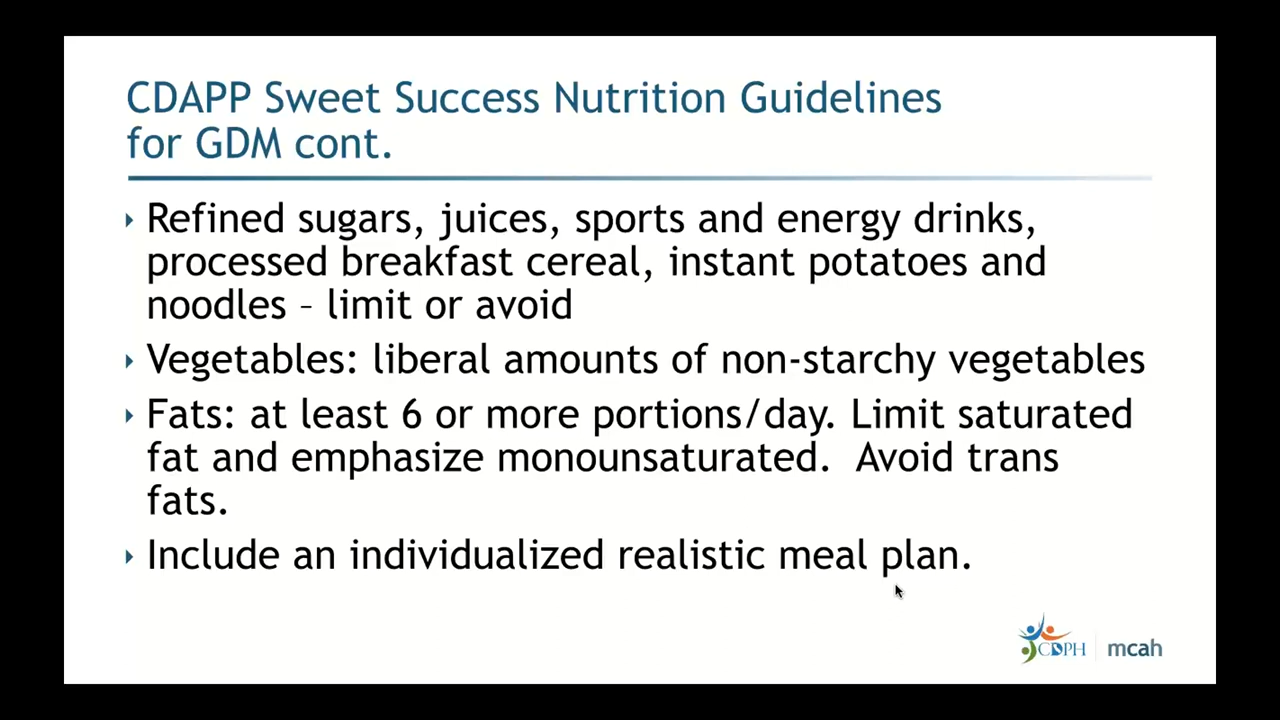 CDAPP Sweet Success Nutrition Guidelines
for GDM cont.
Refined sugars, juices, sports and energy drinks,
processed breakfast cereal, instant potatoes and
noodles – limit or avoid
Vegetables: liberal amounts of non-starchy vegetables
Fats: at least 6 or more portions/day. Limit saturated
fat and emphasize monounsaturated.  Avoid trans
fats.
Include an individualized realistic meal plan.
CDPH mcah